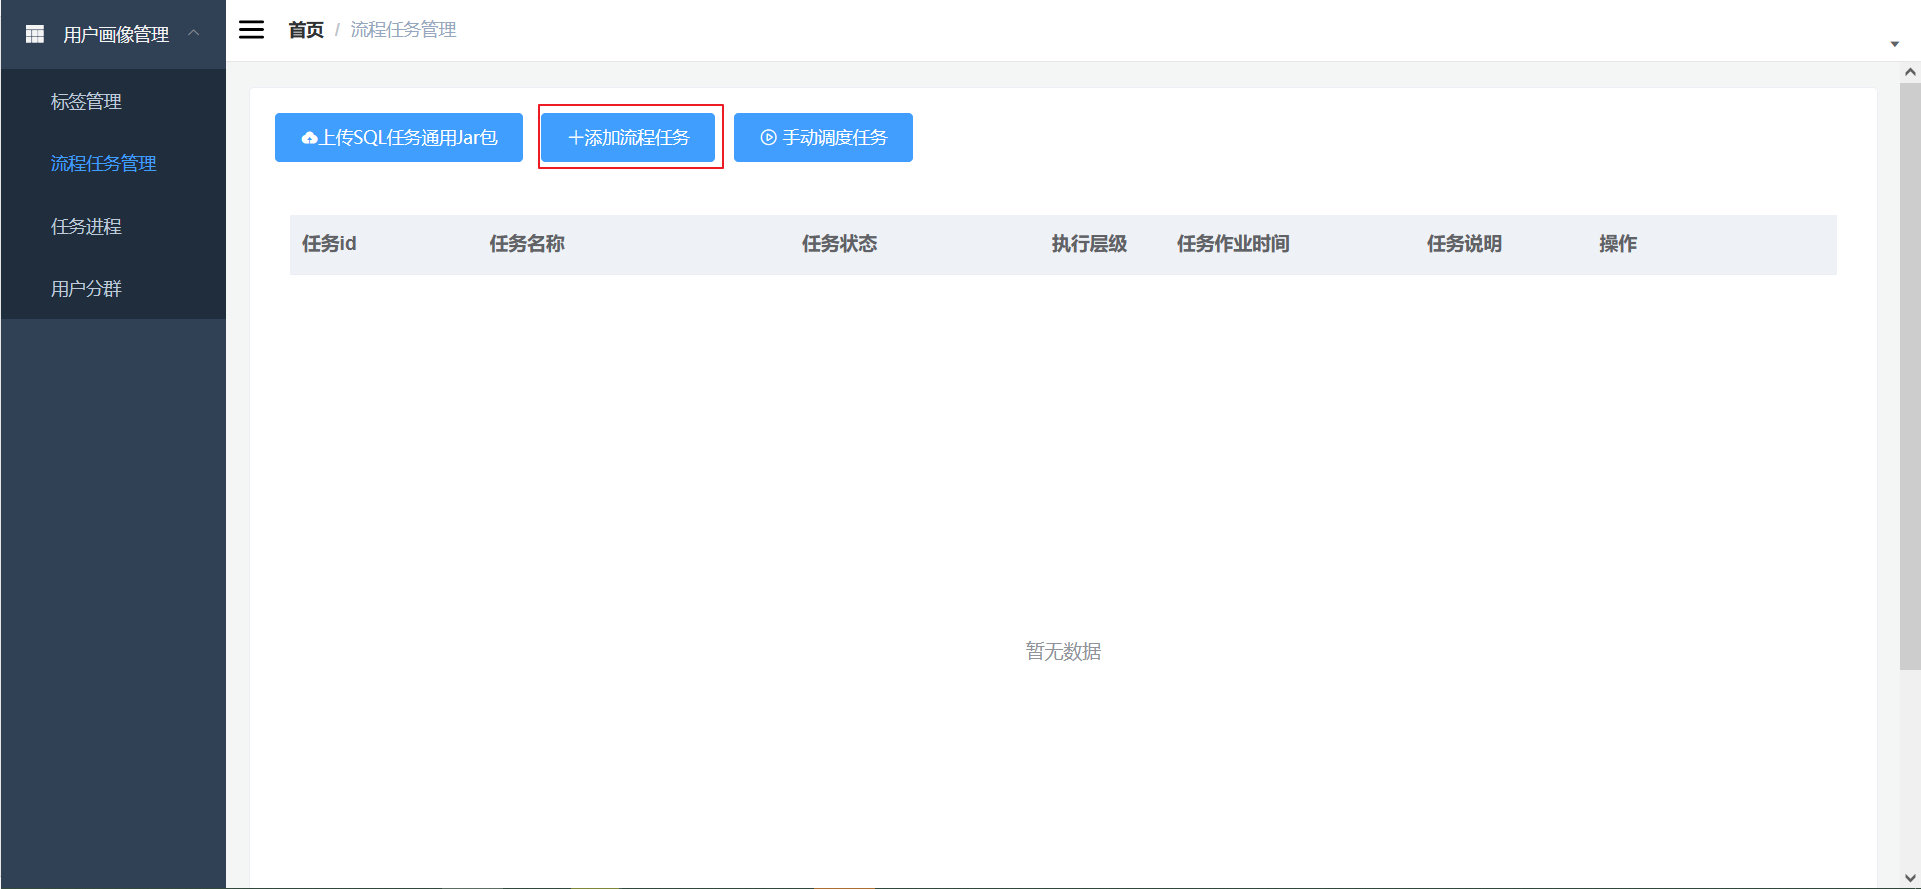 用户画像管理
首页 / 流程任务管理
标签管理
流程任务管理
任务进程
用户分群
上传SQL任务通用Jar包
添加流程任务
手动调度任务
任务id 任务名称 任务状态 执行层级 任务作业时间 任务说明 操作
暂无数据